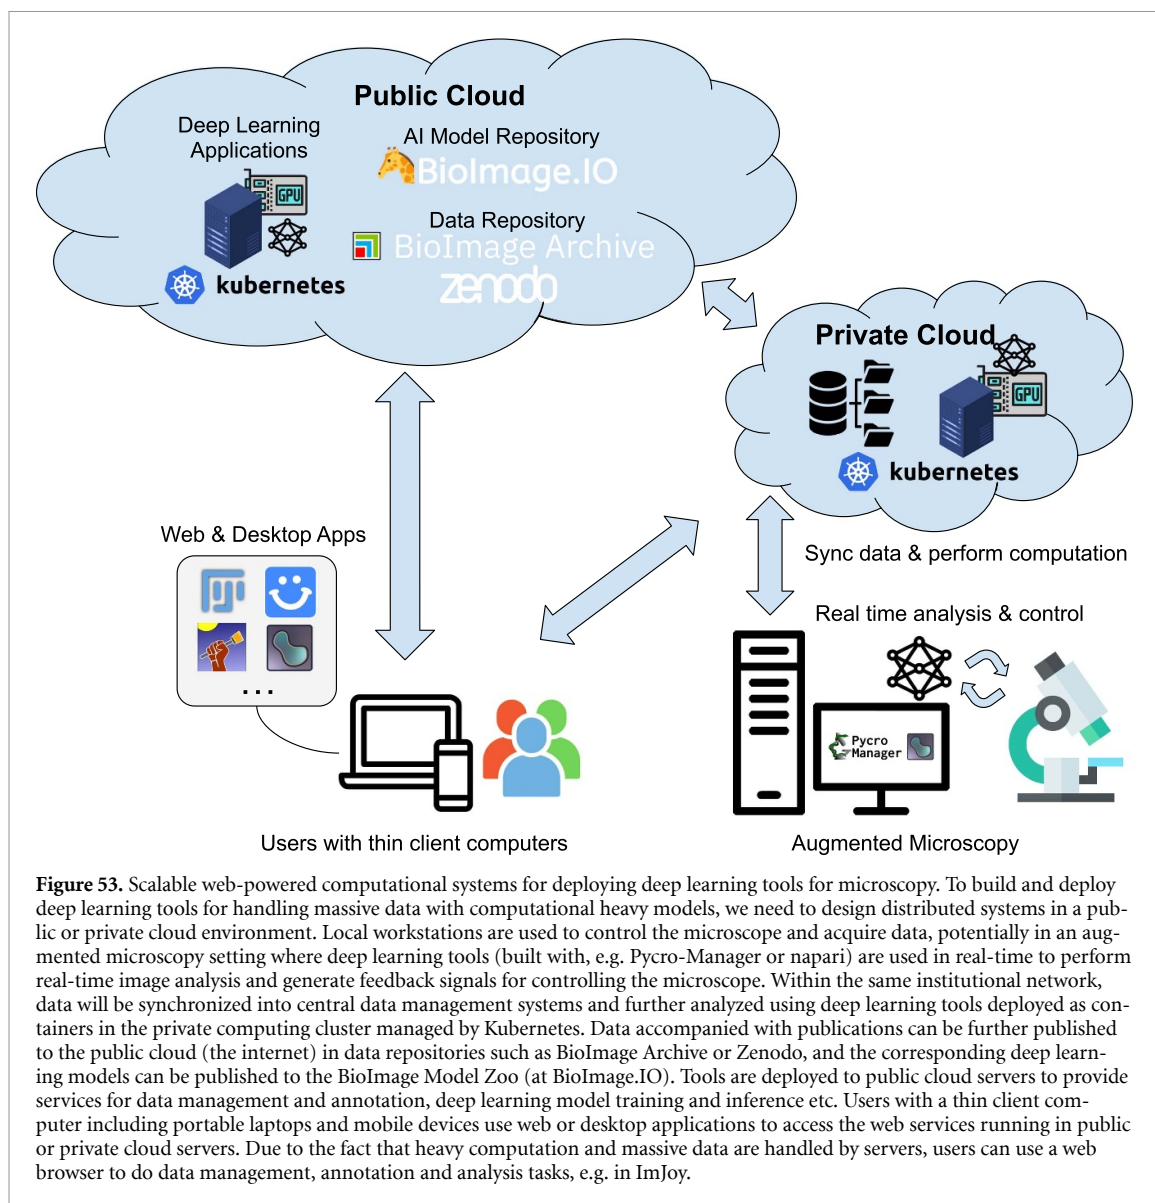 Public Cloud
Deep Learning
Applications
GPU
kubernetes
AI Model Repository
BioImage.IO
Data Repository
BioImage Archive
zenodo
Private Cloud
GPU
kubernetes
Web & Desktop Apps
...
Sync data & perform computation
Real time analysis & control
Pycro
Manager
Users with thin client computers
Augmented Microscopy
Figure 53. Scalable web-powered computational systems for deploying deep learning tools for microscopy. To build and deploy
deep learning tools for handling massive data with computational heavy models, we need to design distributed systems in a pub-
lic or private cloud environment. Local workstations are used to control the microscope and acquire data, potentially in an aug-
mented microscopy setting where deep learning tools (built with, e.g. Pycro-Manager or napari) are used in real-time to perform
real-time image analysis and generate feedback signals for controlling the microscope. Within the same institutional network,
data will be synchronized into central data management systems and further analyzed using deep learning tools deployed as con-
tainers in the private computing cluster managed by Kubernetes. Data accompanied with publications can be further published
to the public cloud (the internet) in data repositories such as BioImage Archive or Zenodo, and the corresponding deep learn-
ing models can be published to the BioImage Model Zoo (at BioImage.IO). Tools are deployed to public cloud servers to provide
services for data management and annotation, deep learning model training and inference etc. Users with a thin client com-
puter including portable laptops and mobile devices use web or desktop applications to access the web services running in public
or private cloud servers. Due to the fact that heavy computation and massive data are handled by servers, users can use a web
browser to do data management, annotation and analysis tasks, e.g. in ImJoy.